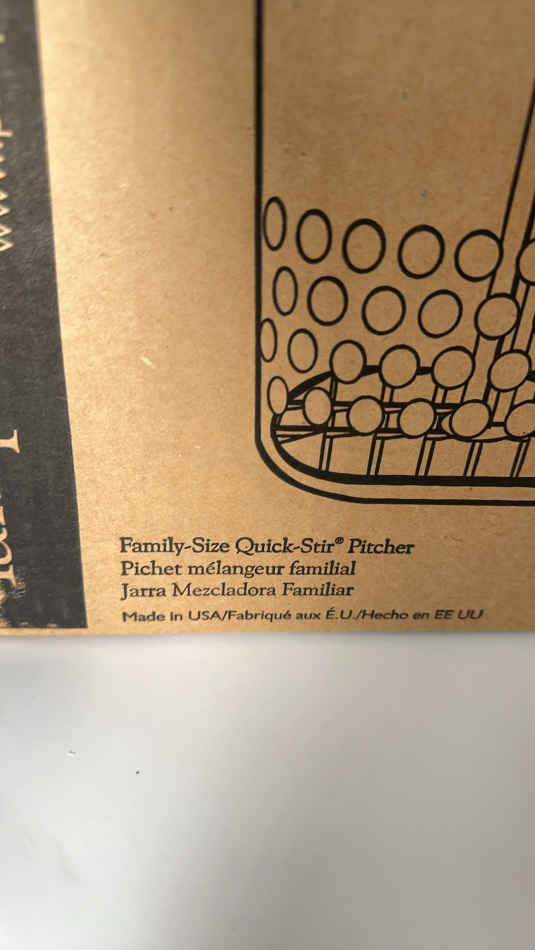 Family-Size Quick-Stir® Pitcher
Pichet mélangeur familial
Jarra Mezcladora Familiar
Made in USA/Fabriqué aux É.U./Hecho en EE UU